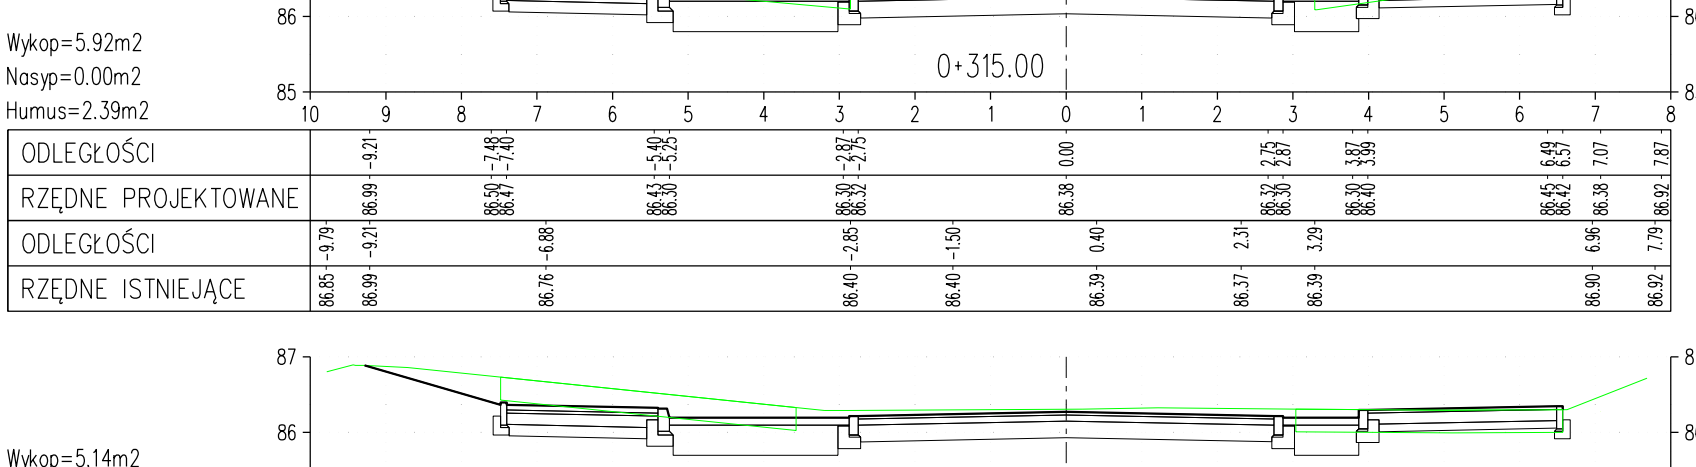 86 8
Wykop=5.92m2
Nasyp=0.00m2
0+315.00
85 8
Humus=2.39m2
10 9 8 7 6 5 4 3 2 1 0 1 2 3 4 5 6 7 8
ODLEGŁOŚCI -9.21 -7.48 -7.40 -5.40 -5.25 -2.87 -2.75 0.00 2.75 2.87 3.87 3.99 6.49 6.57 7.07 7.87
RZĘDNE PROJEKTOWANE 86.99 86.50 86.47 86.43 86.30 86.30 86.32 86.38 86.32 86.30 86.30 86.40 86.45 86.42 86.38 86.92
ODLEGŁOŚCI -9.79 -9.21 -6.88 -2.85 -1.50 0.40 2.31 3.29 6.96 7.79
RZĘDNE ISTNIEJĄCE 86.85 86.99 86.76 86.40 86.40 86.39 86.37 86.39 86.90 86.92
87 8
86 8
Wykop=5.14m2